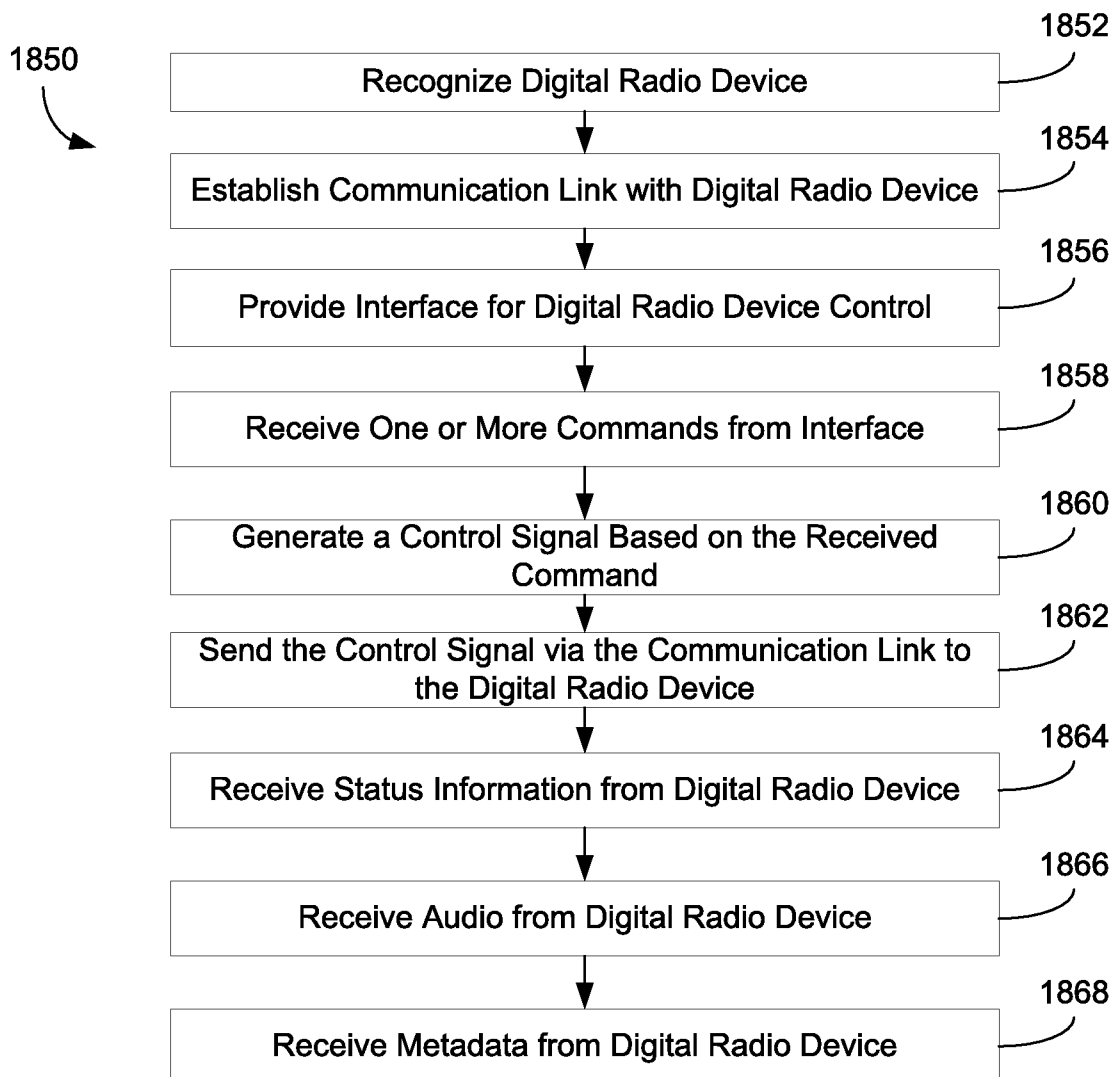 1850
1852
Recognize Digital Radio Device
1854
Establish Communication Link with Digital Radio Device
1856
Provide Interface for Digital Radio Device Control
1858
Receive One or More Commands from Interface
1860
Generate a Control Signal Based on the Received
Command
1862
Send the Control Signal via the Communication Link to
the Digital Radio Device
1864
Receive Status Information from Digital Radio Device
1866
Receive Audio from Digital Radio Device
1868
Receive Metadata from Digital Radio Device